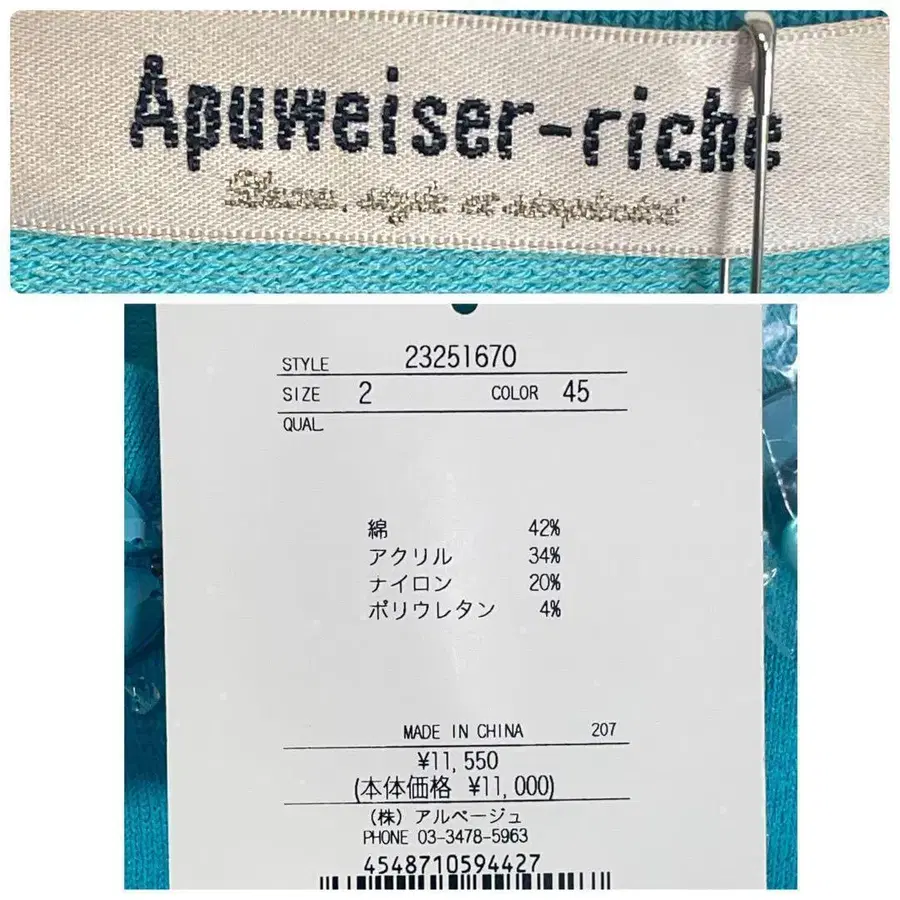 Apuweiser-riche
STYLE 23251670
SIZE 2 COLOR 45
QUAL
綿 42%
アクリル 34%
ナイロン 20%
ポリウレタン 4%
MADE IN CHINA 207
¥11,550
(本体価格 ¥11,000)
(株) アルページュ
PHONE 03-3478-5963
4548710594427